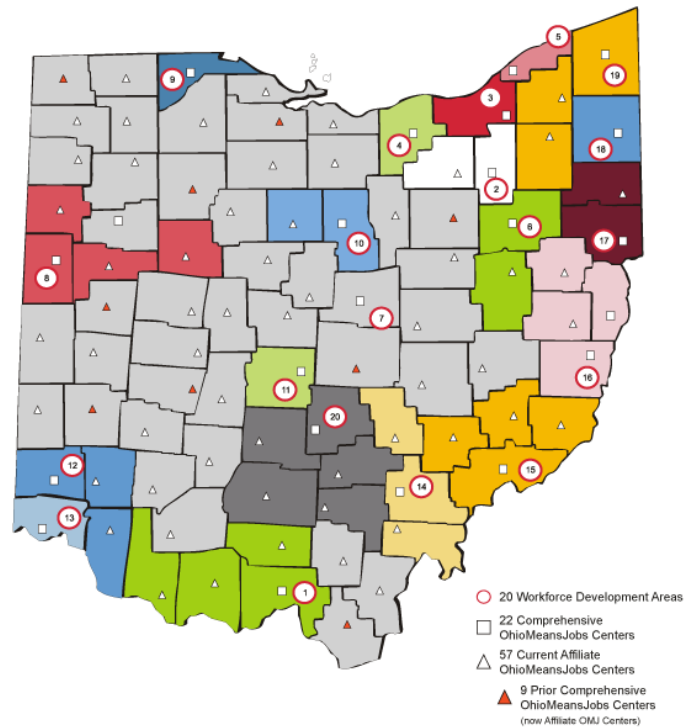 5
19
9
3
4
18
2
6
17
10
8
7
16
11
20
12
15
14
13
1
20 Workforce Development Areas
22 Comprehensive
OhioMeansJobs Centers
57 Current Affiliate
OhioMeansJobs Centers
9 Prior Comprehensive
OhioMeansJobs Centers
(now Affiliate OMJ Centers)